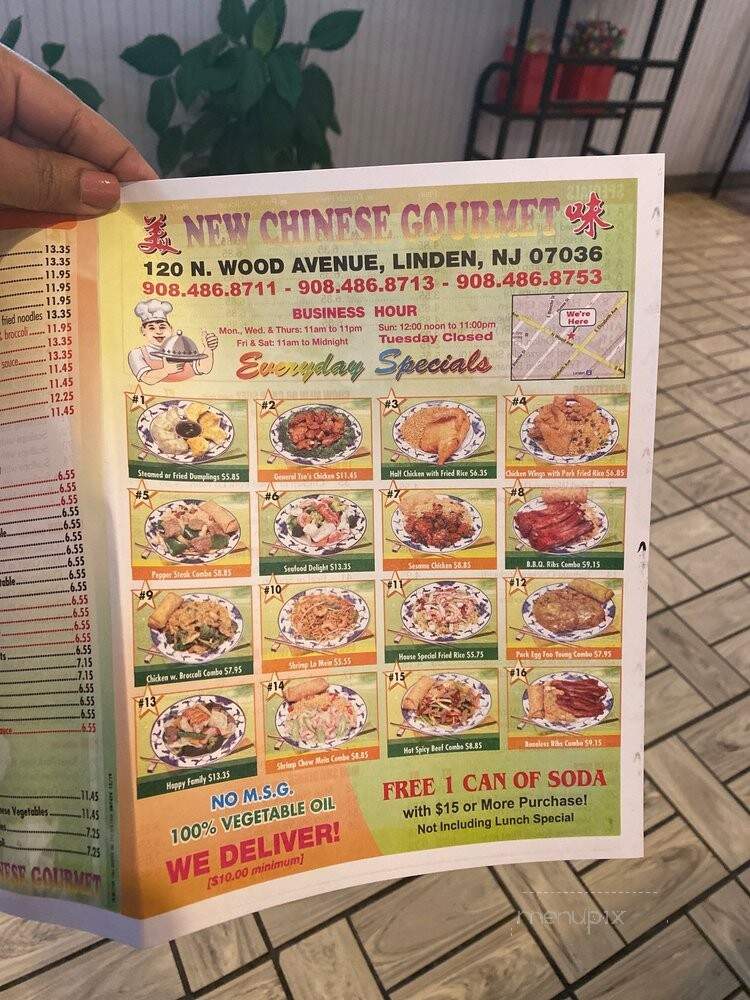 美 NEW CHINESE GOURMET 味
120 N. WOOD AVENUE, LINDEN, NJ 07036
908.486.8711 - 908.486.8713 - 908.486.8753
BUSINESS HOUR
Mon., Wed. & Thurs: 11am to 11pm
Fri & Sat: 11am to Midnight
Sun: 12:00 noon to 11:00pm
Tuesday Closed
We're
Here
Everyday Specials
#1
Steamed or Fried Dumplings $5.85
#2
General Tso's Chicken $11.45
#3
Half Chicken with Fried Rice $6.35
#4
Chicken Wings with Pork Fried Rice $6.85
#5
Pepper Steak Combo $8.85
#6
Seafood Delight $13.35
#7
Sesame Chicken $8.85
#8
B.B.Q. Ribs Combo $9.15
#9
Chicken w. Broccoli Combo $7.95
#10
Shrimp Lo Mein $5.55
#11
House Special Fried Rice $5.75
#12
Pork Egg Foo Young Combo $7.95
#13
Happy Family $13.35
#14
Shrimp Chow Mein Combo $8.85
#15
Hot Spicy Beef Combo $8.85
#16
Boneless Ribs Combo $9.15
NO M.S.G.
100% VEGETABLE OIL
WE DELIVER!
[$10.00 minimum]
FREE 1 CAN OF SODA
with $15 or More Purchase!
Not Including Lunch Special
13.35
13.35
11.95
11.95
11.95
fried noodles 13.35
broccoli 11.95
13.35
sauce 13.35
11.45
11.45
12.25
11.45
6.55
6.55
6.55
6.55
6.55
6.55
6.55
6.55
6.55
6.55
6.55
6.55
6.55
7.15
7.15
6.55
6.55
6.55
6.55
11.45
Vegetables 11.45
7.25
7.25
GOURMET
menupix